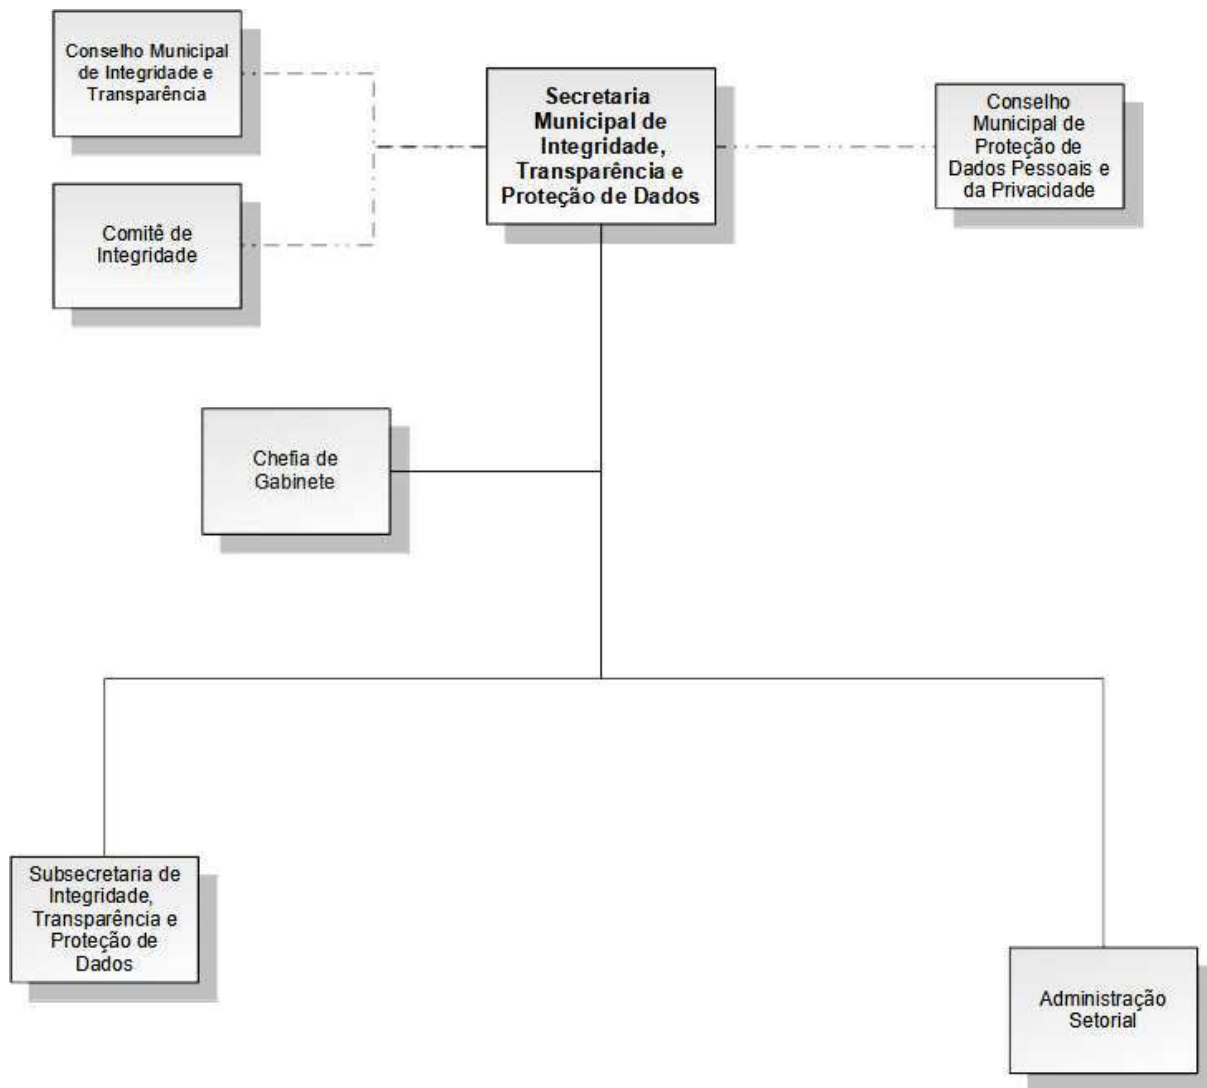 Conselho Municipal
de Integridade e
Transparência
Secretaria
Municipal de
Integridade,
Transparência e
Proteção de Dados
Conselho
Municipal de
Proteção de
Dados Pessoais e
da Privacidade
Comitê de
Integridade
Chefia de
Gabinete
Subsecretaria de
Integridade,
Transparência e
Proteção de
Dados
Administração
Setorial